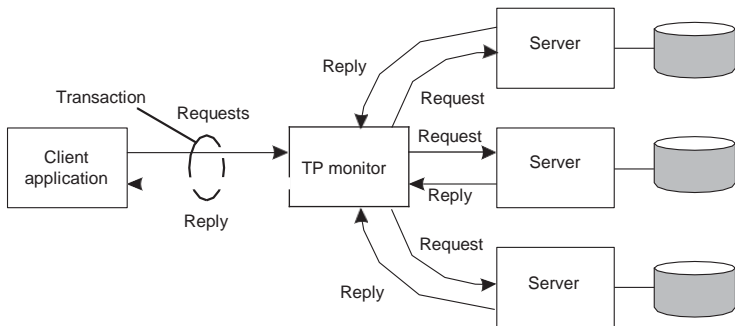 Server
Reply
Request
Transaction
Requests
Client
application
TP monitor
Request
Reply
Server
Reply
Request
Reply
Server